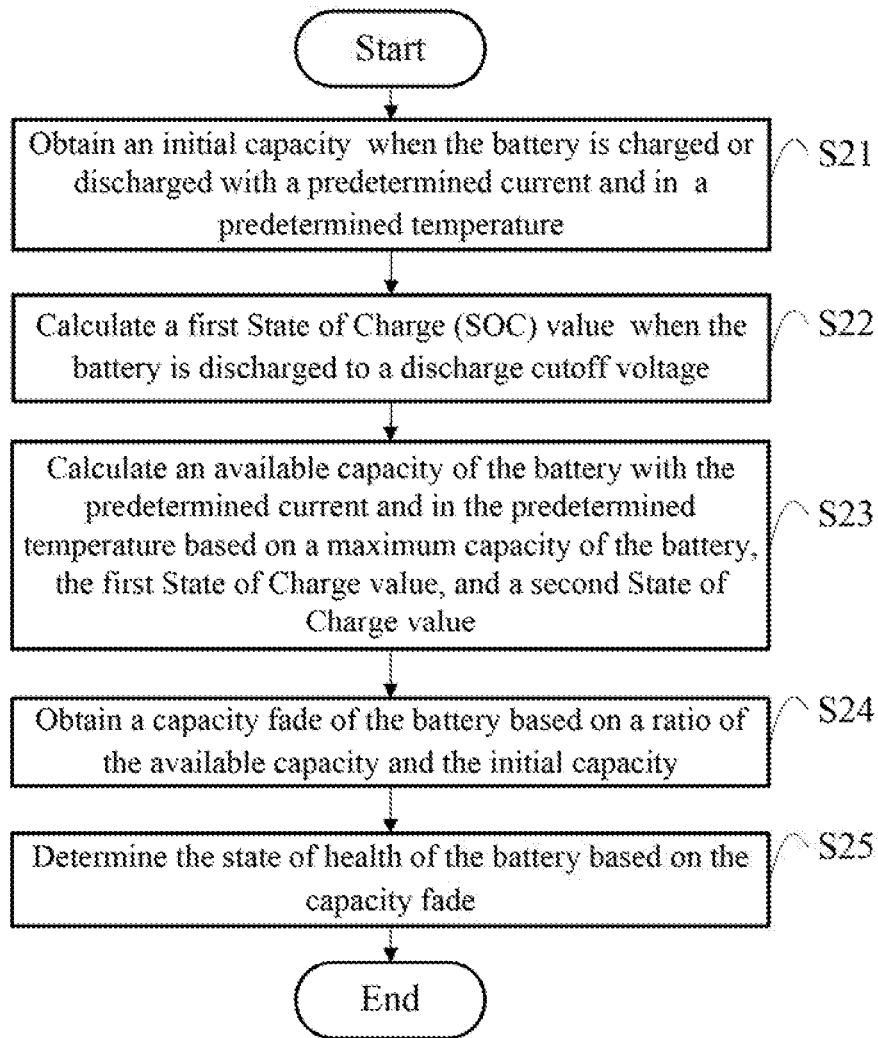 Start
Obtain an initial capacity when the battery is charged or
discharged with a predetermined current and in a
predetermined temperature
S21
Calculate a first State of Charge (SOC) value when the
battery is discharged to a discharge cutoff voltage
S22
Calculate an available capacity of the battery with the
predetermined current and in the predetermined
temperature based on a maximum capacity of the battery,
the first State of Charge value, and a second State of
Charge value
S23
Obtain a capacity fade of the battery based on a ratio of
the available capacity and the initial capacity
S24
Determine the state of health of the battery based on the
capacity fade
S25
End